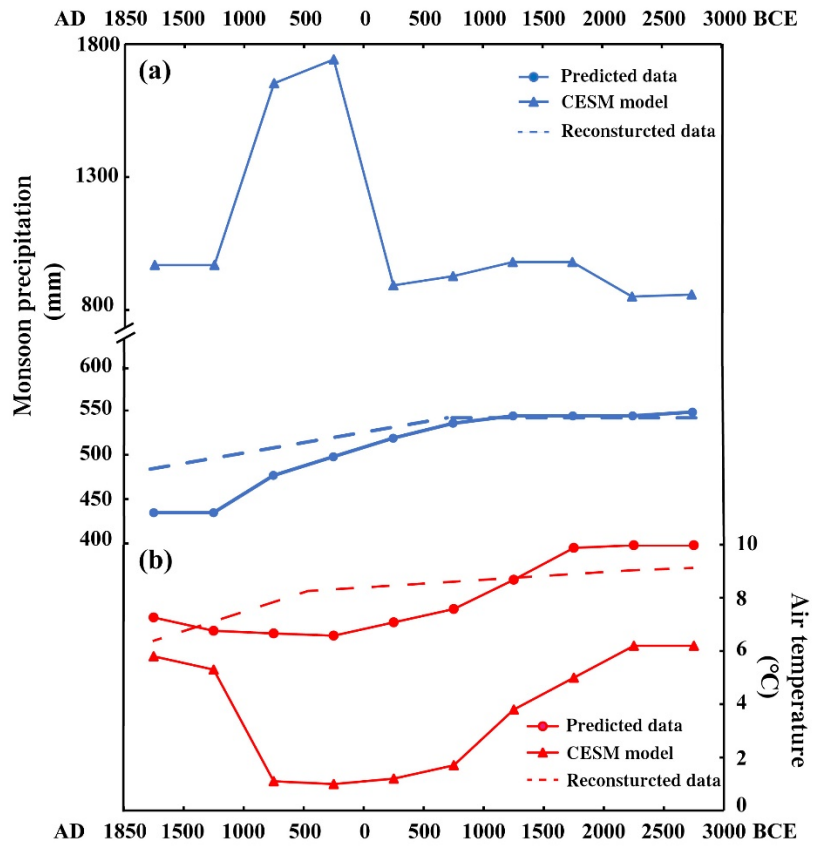 AD 1850 1500 1000 500 0 500 1000 1500 2000 2500 3000 BCE
1800
(a)
Predicted data
CESM model
Reconsturcted data
1300
Monsoon precipitation
(mm)
800
600
550
500
450
400
(b)
10
8
6
4
2
0
Air temperature
(°C)
Predicted data
CESM model
Reconsturcted data
AD 1850 1500 1000 500 0 500 1000 1500 2000 2500 3000 BCE